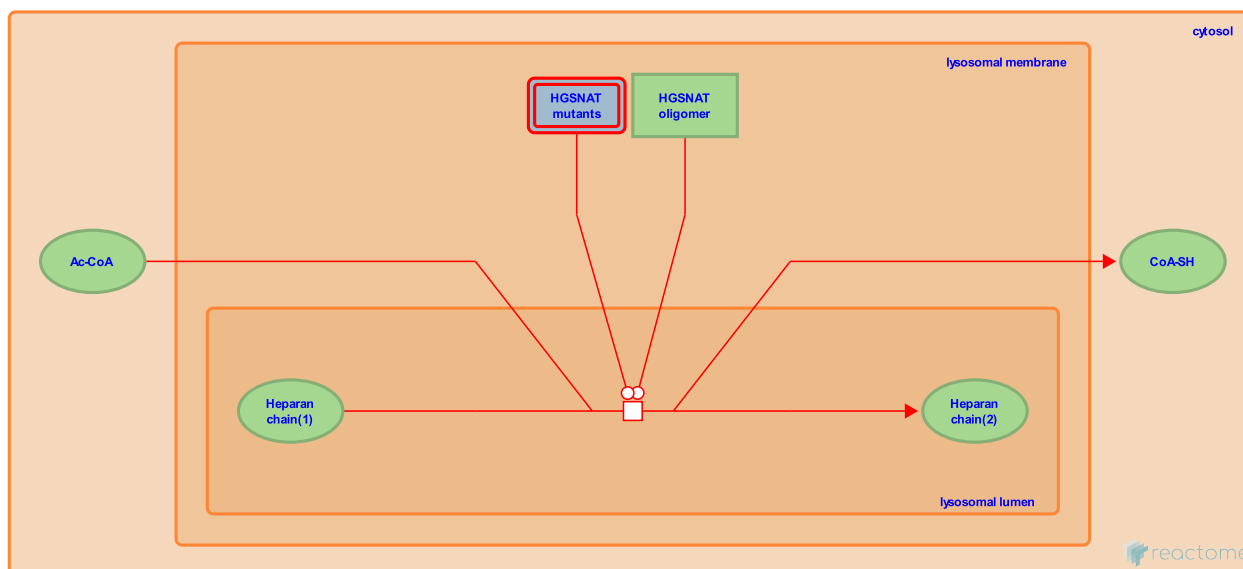 cytosol
lysosomal membrane
HGSNAT
mutants
HGSNAT
oligomer
Ac-CoA
CoA-SH
Heparan
chain(1)
Heparan
chain(2)
lysosomal lumen
reactome